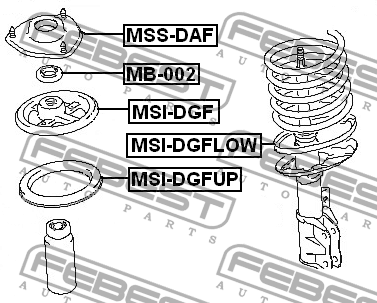 MSS-DAF
MB-002
MSI-DGF
MSI-DGFLOW
MSI-DGFUP
FEBEST
AUTO PARTS
FEBEST
AUTO PARTS
FEBEST
AUTO PARTS
FEBEST
AUTO PARTS